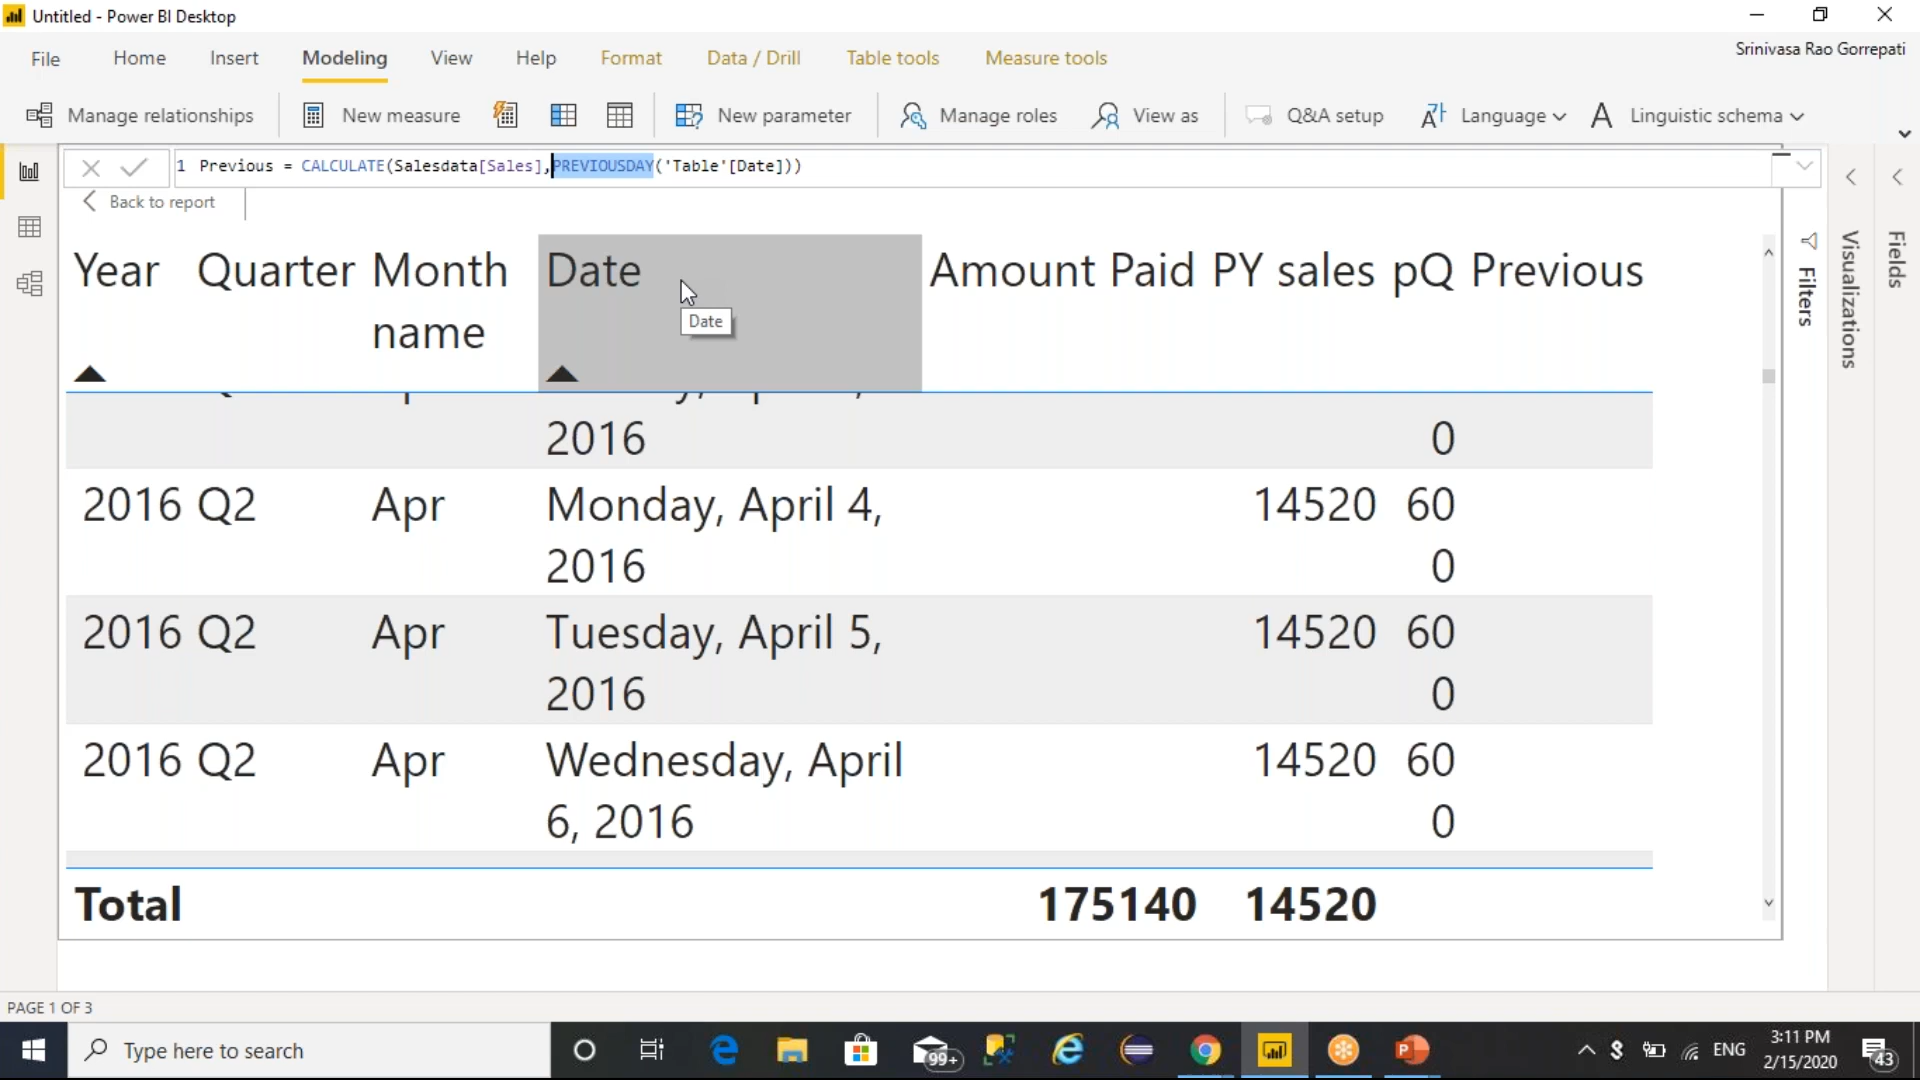 Untitled - Power BI Desktop
Srinivasa Rao Gorrepati
File Home Insert Modeling View Help Format Data / Drill Table tools Measure tools
Manage relationships New measure New parameter Manage roles View as Q&A setup Language Linguistic schema
1 Previous = CALCULATE(Salesdata[Sales],PREVIOUSDAY('Table'[Date]))
Back to report
Year Quarter Month name Date Amount Paid PY sales pQ Previous
Date
2016 0
2016 Q2 Apr Monday, April 4, 14520 60
2016 0
2016 Q2 Apr Tuesday, April 5, 14520 60
2016 0
2016 Q2 Apr Wednesday, April 14520 60
6, 2016 0
Total 175140 14520
Filters
Visualizations
Fields
PAGE 1 OF 3
Type here to search
99+
ENG
3:11 PM
2/15/2020
43